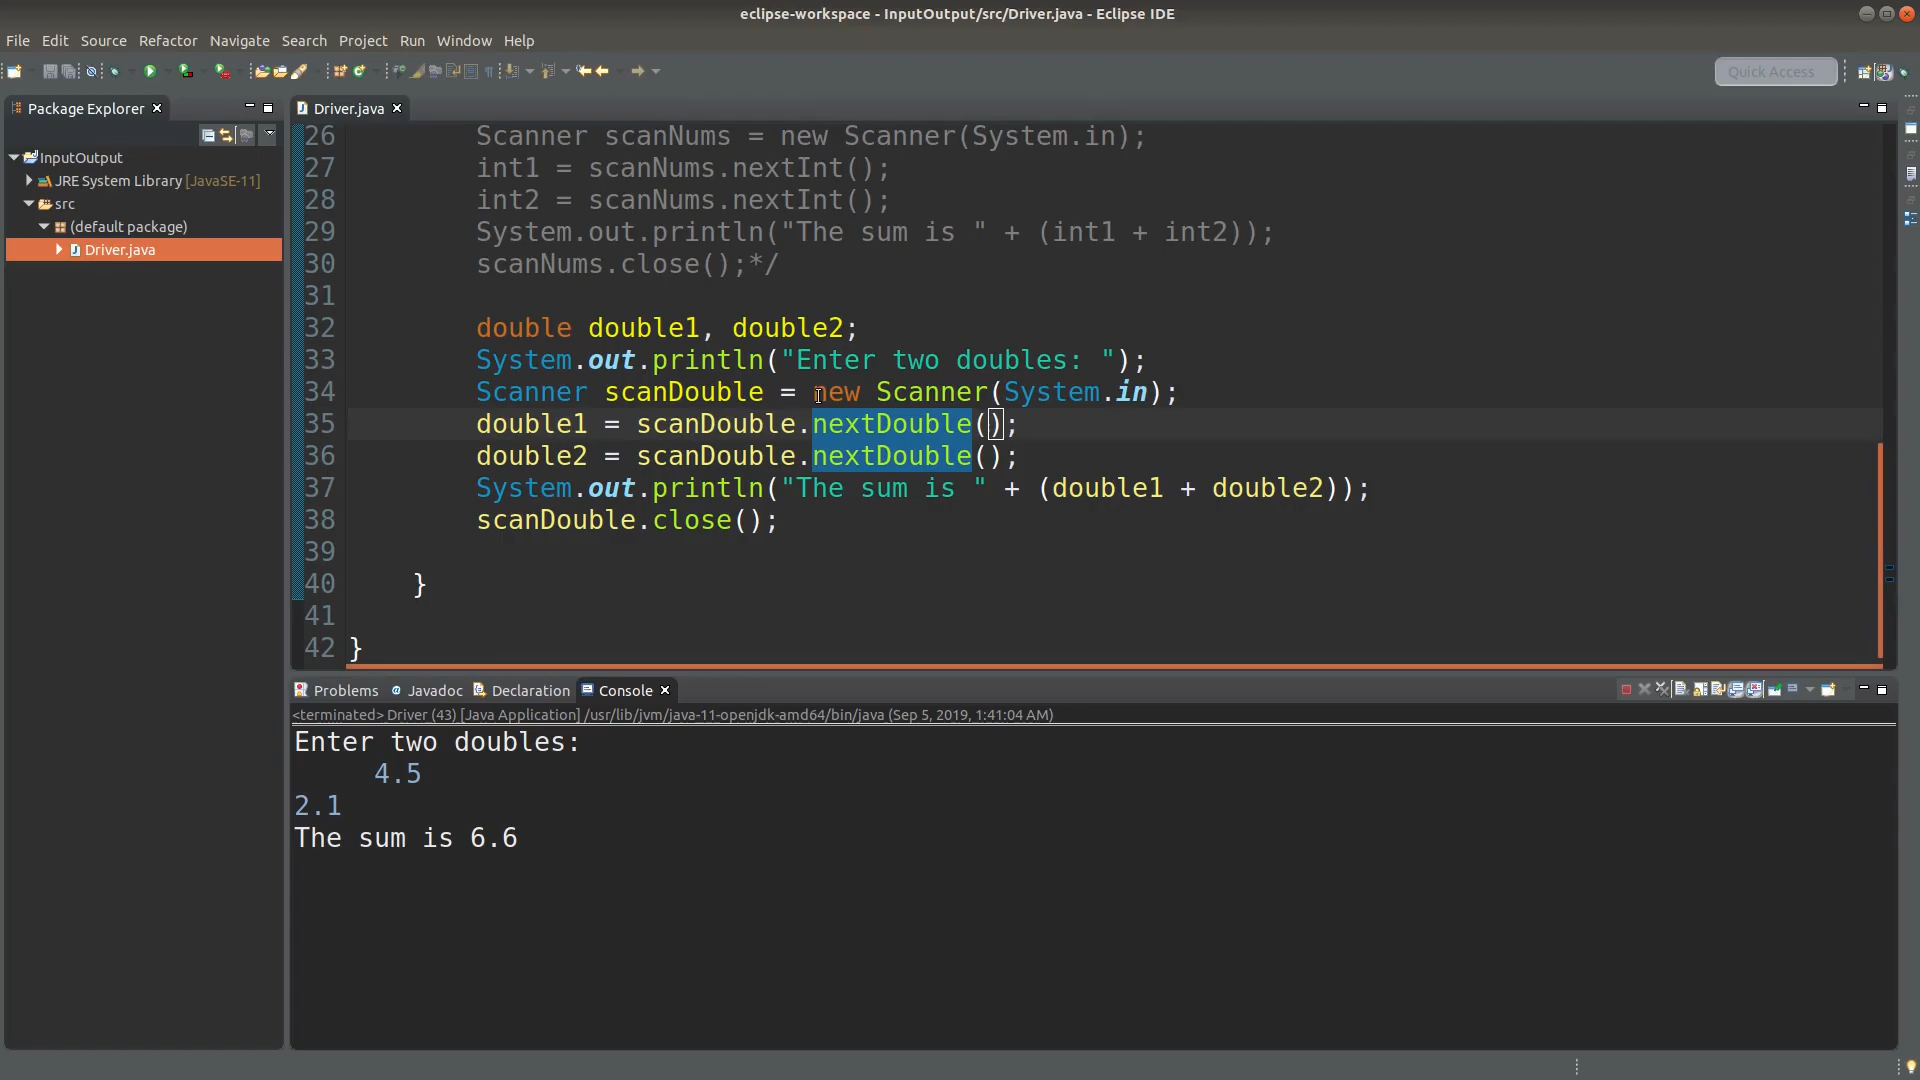 eclipse-workspace - InputOutput/src/Driver.java - Eclipse IDE
File Edit Source Refactor Navigate Search Project Run Window Help
Quick Access
Package Explorer
InputOutput
JRE System Library [JavaSE-11]
src
(default package)
Driver.java
Driver.java
26 Scanner scanNums = new Scanner(System.in);
27 int1 = scanNums.nextInt();
28 int2 = scanNums.nextInt();
29 System.out.println("The sum is " + (int1 + int2));
30 scanNums.close();*/
31
32 double double1, double2;
33 System.out.println("Enter two doubles: ");
34 Scanner scanDouble = new Scanner(System.in);
35 double1 = scanDouble.nextDouble();
36 double2 = scanDouble.nextDouble();
37 System.out.println("The sum is " + (double1 + double2));
38 scanDouble.close();
39
40 }
41
42 }
Problems Javadoc Declaration Console
<terminated> Driver (43) [Java Application] /usr/lib/jvm/java-11-openjdk-amd64/bin/java (Sep 5, 2019, 1:41:04 AM)
Enter two doubles:
4.5
2.1
The sum is 6.6